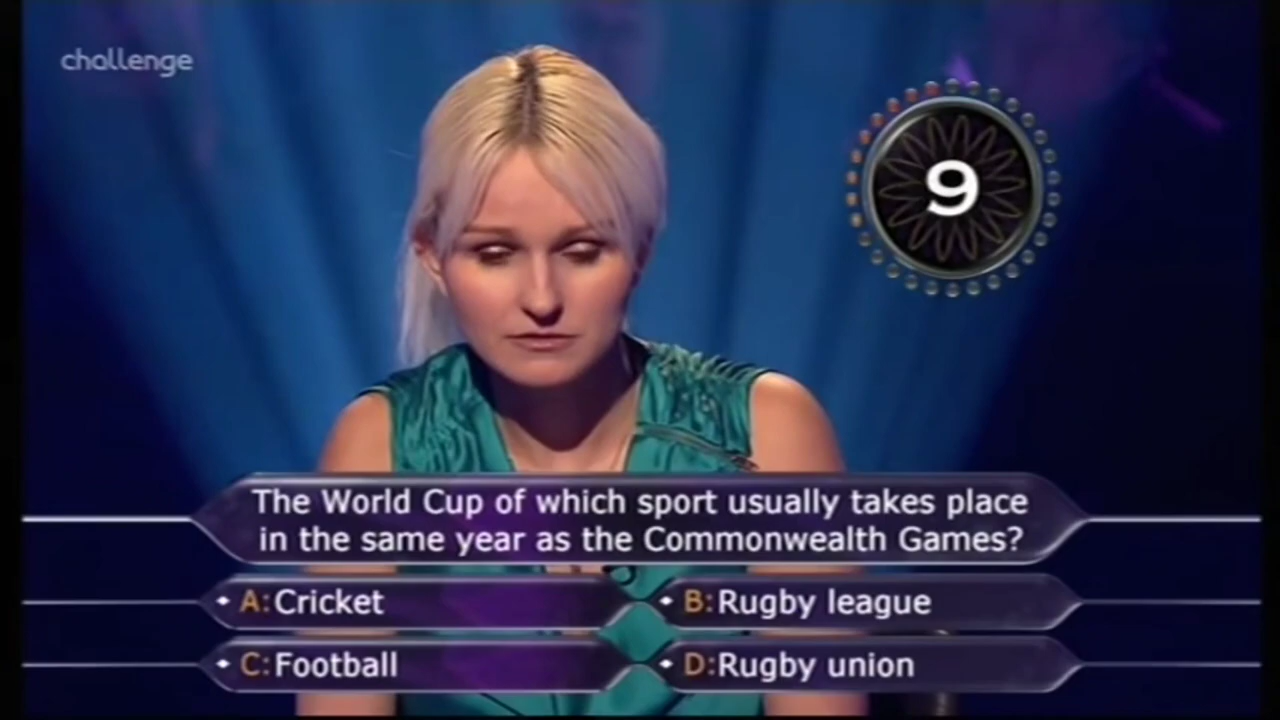 challenge
9
The World Cup of which sport usually takes place
in the same year as the Commonwealth Games?
A: Cricket
B: Rugby league
C: Football
D: Rugby union